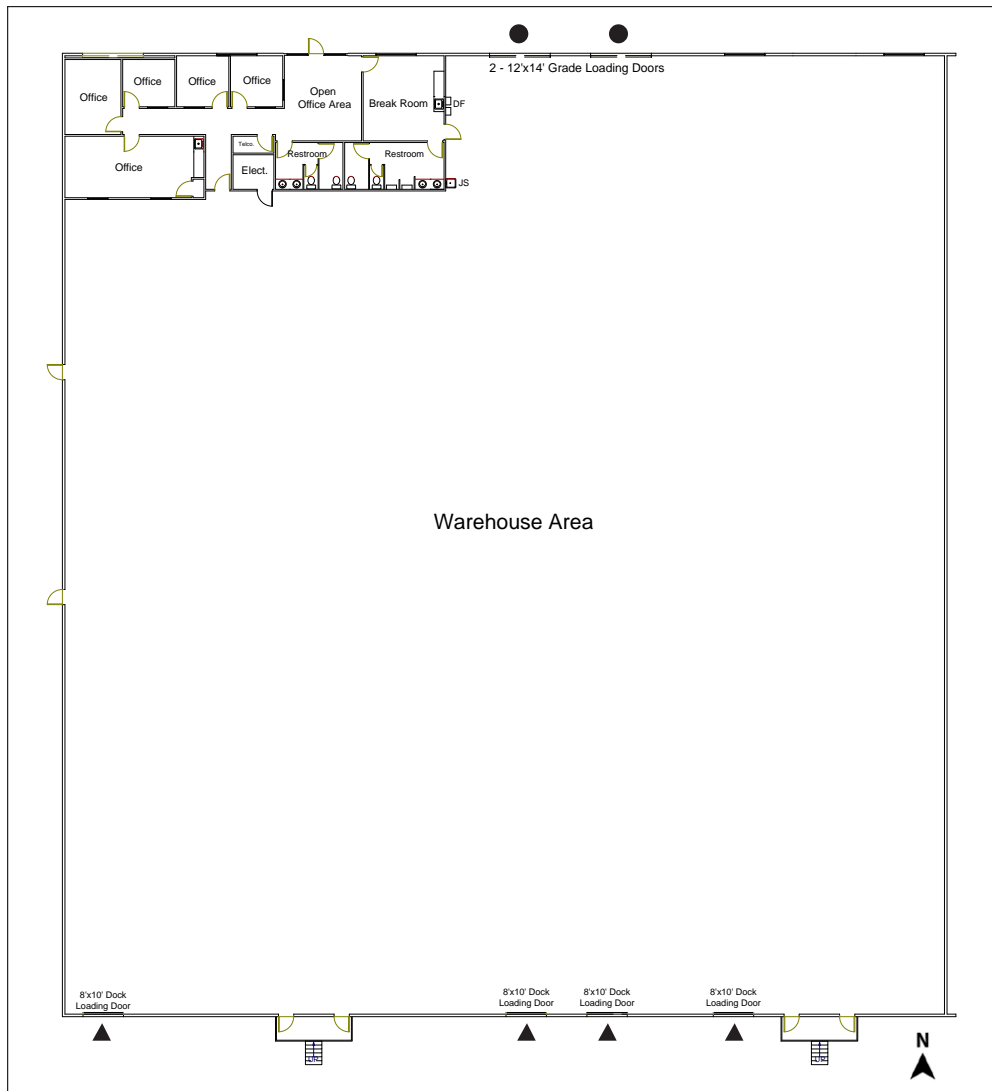 2 - 12'x14' Grade Loading Doors
Office
Office
Office
Office
Open
Office Area
Break Room
DF
Office
Telco.
Restroom
Restroom
Elect.
JS
Warehouse Area
8'x10' Dock
Loading Door
8'x10' Dock
Loading Door
8'x10' Dock
Loading Door
8'x10' Dock
Loading Door
UP
UP
N